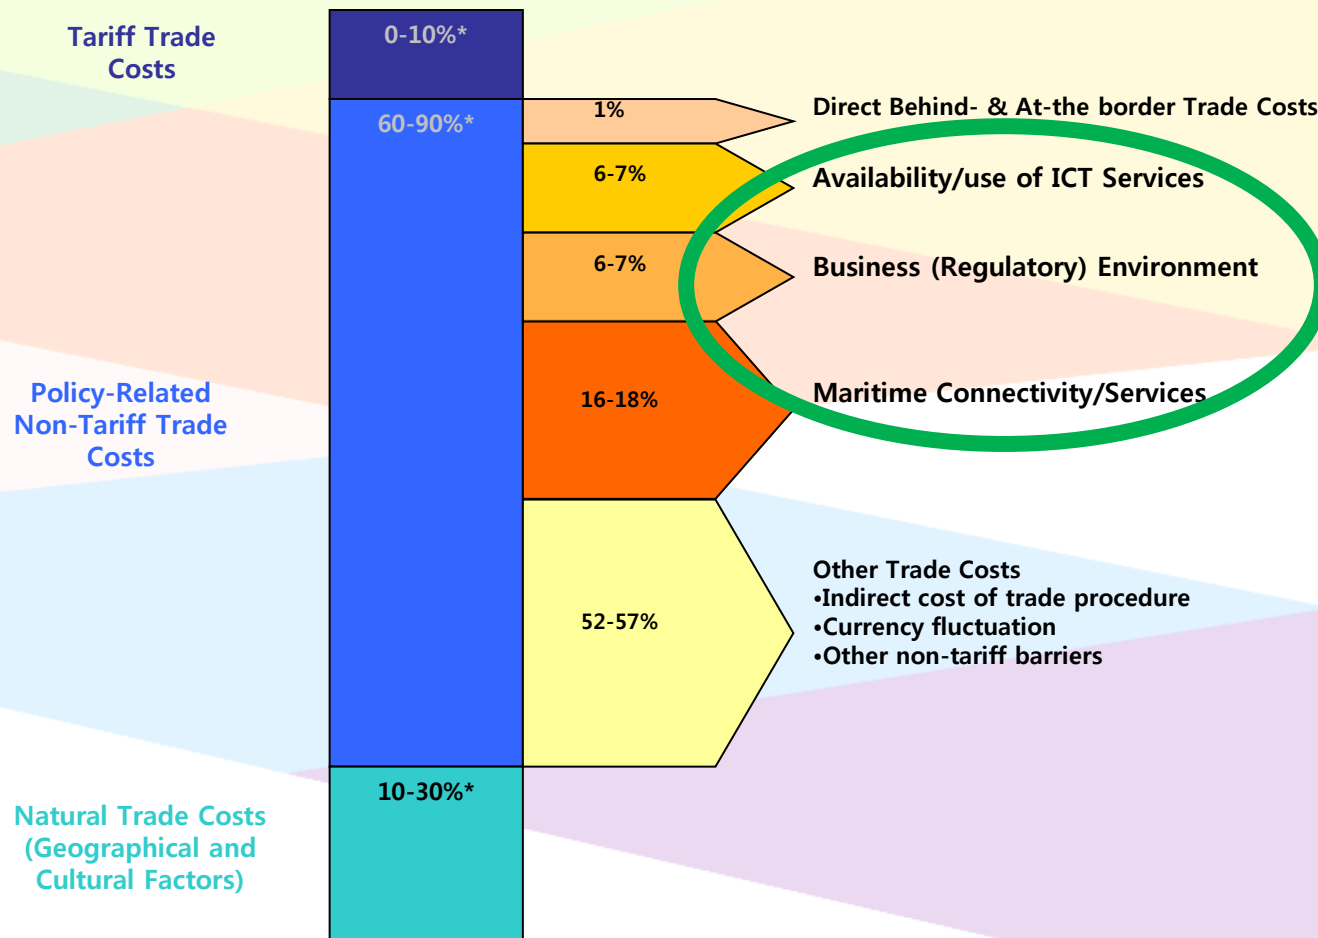 Tariff Trade
Costs
0-10%*
60-90%*
1%
Direct Behind- & At-the border Trade Costs
6-7%
Availability/use of ICT Services
6-7%
Business (Regulatory) Environment
Policy-Related
Non-Tariff Trade
Costs
16-18%
Maritime Connectivity/Services
52-57%
Other Trade Costs
•Indirect cost of trade procedure
•Currency fluctuation
•Other non-tariff barriers
10-30%*
Natural Trade Costs
(Geographical and
Cultural Factors)